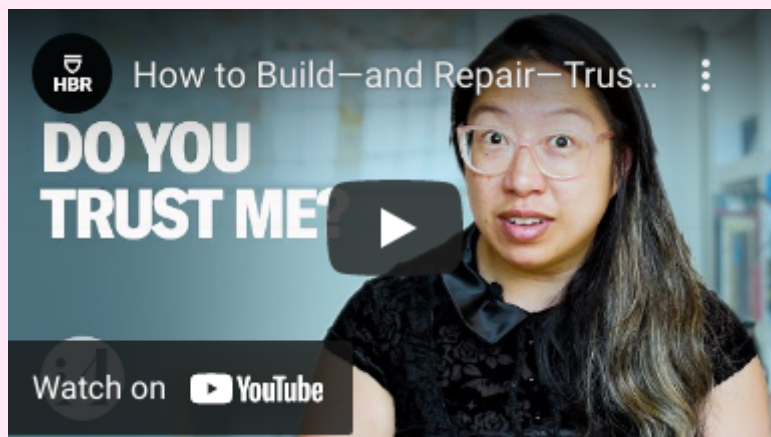 HBR
How to Build—and Repair—Trus...
DO YOU
TRUST ME?
Watch on YouTube